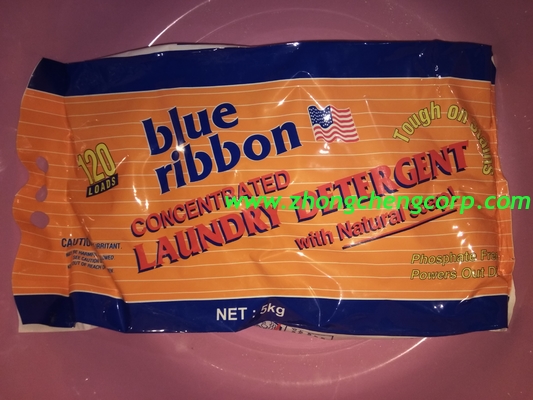 blue
ribbon
120
LOADS
Tough On
CONCENTRATED
LAUNDRY DETERGENT
with Natural
www.zhongchengcorp.com
CAUTION IRRITANT
Phosphate Free
Powers Out D
NET : 5kg